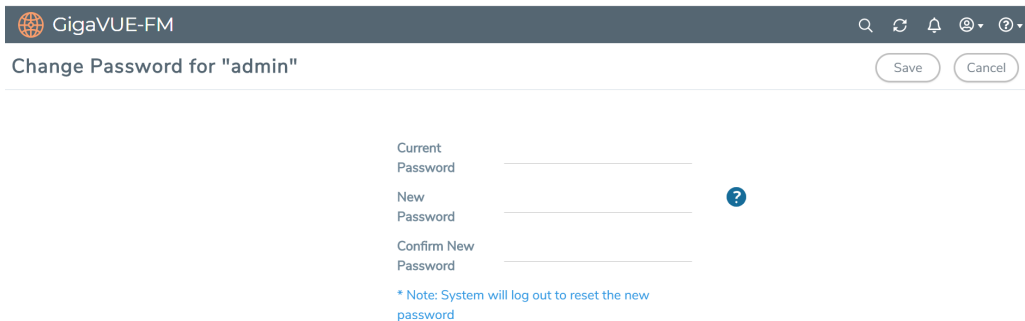 GigaVUE-FM
Change Password for "admin"
Save
Cancel
Current
Password
New
Password
?
Confirm New
Password
* Note: System will log out to reset the new
password